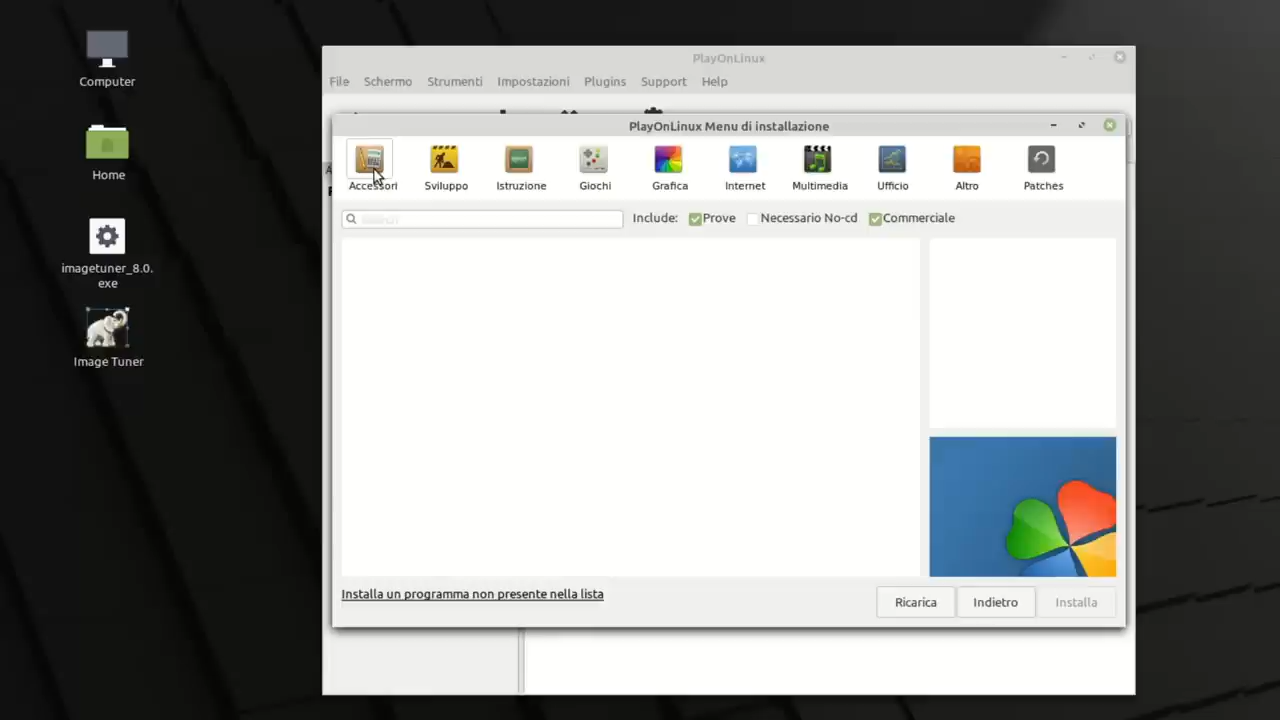 Computer
Home
imagetuner_8.0.
exe
Image Tuner
PlayOnLinux
File Schermo Strumenti Impostazioni Plugins Support Help
PlayOnLinux Menu di installazione
Accessori Sviluppo Istruzione Giochi Grafica Internet Multimedia Ufficio Altro Patches
Search
Include: Prove Necessario No-cd Commerciale
Installa un programma non presente nella lista
Ricarica Indietro Installa